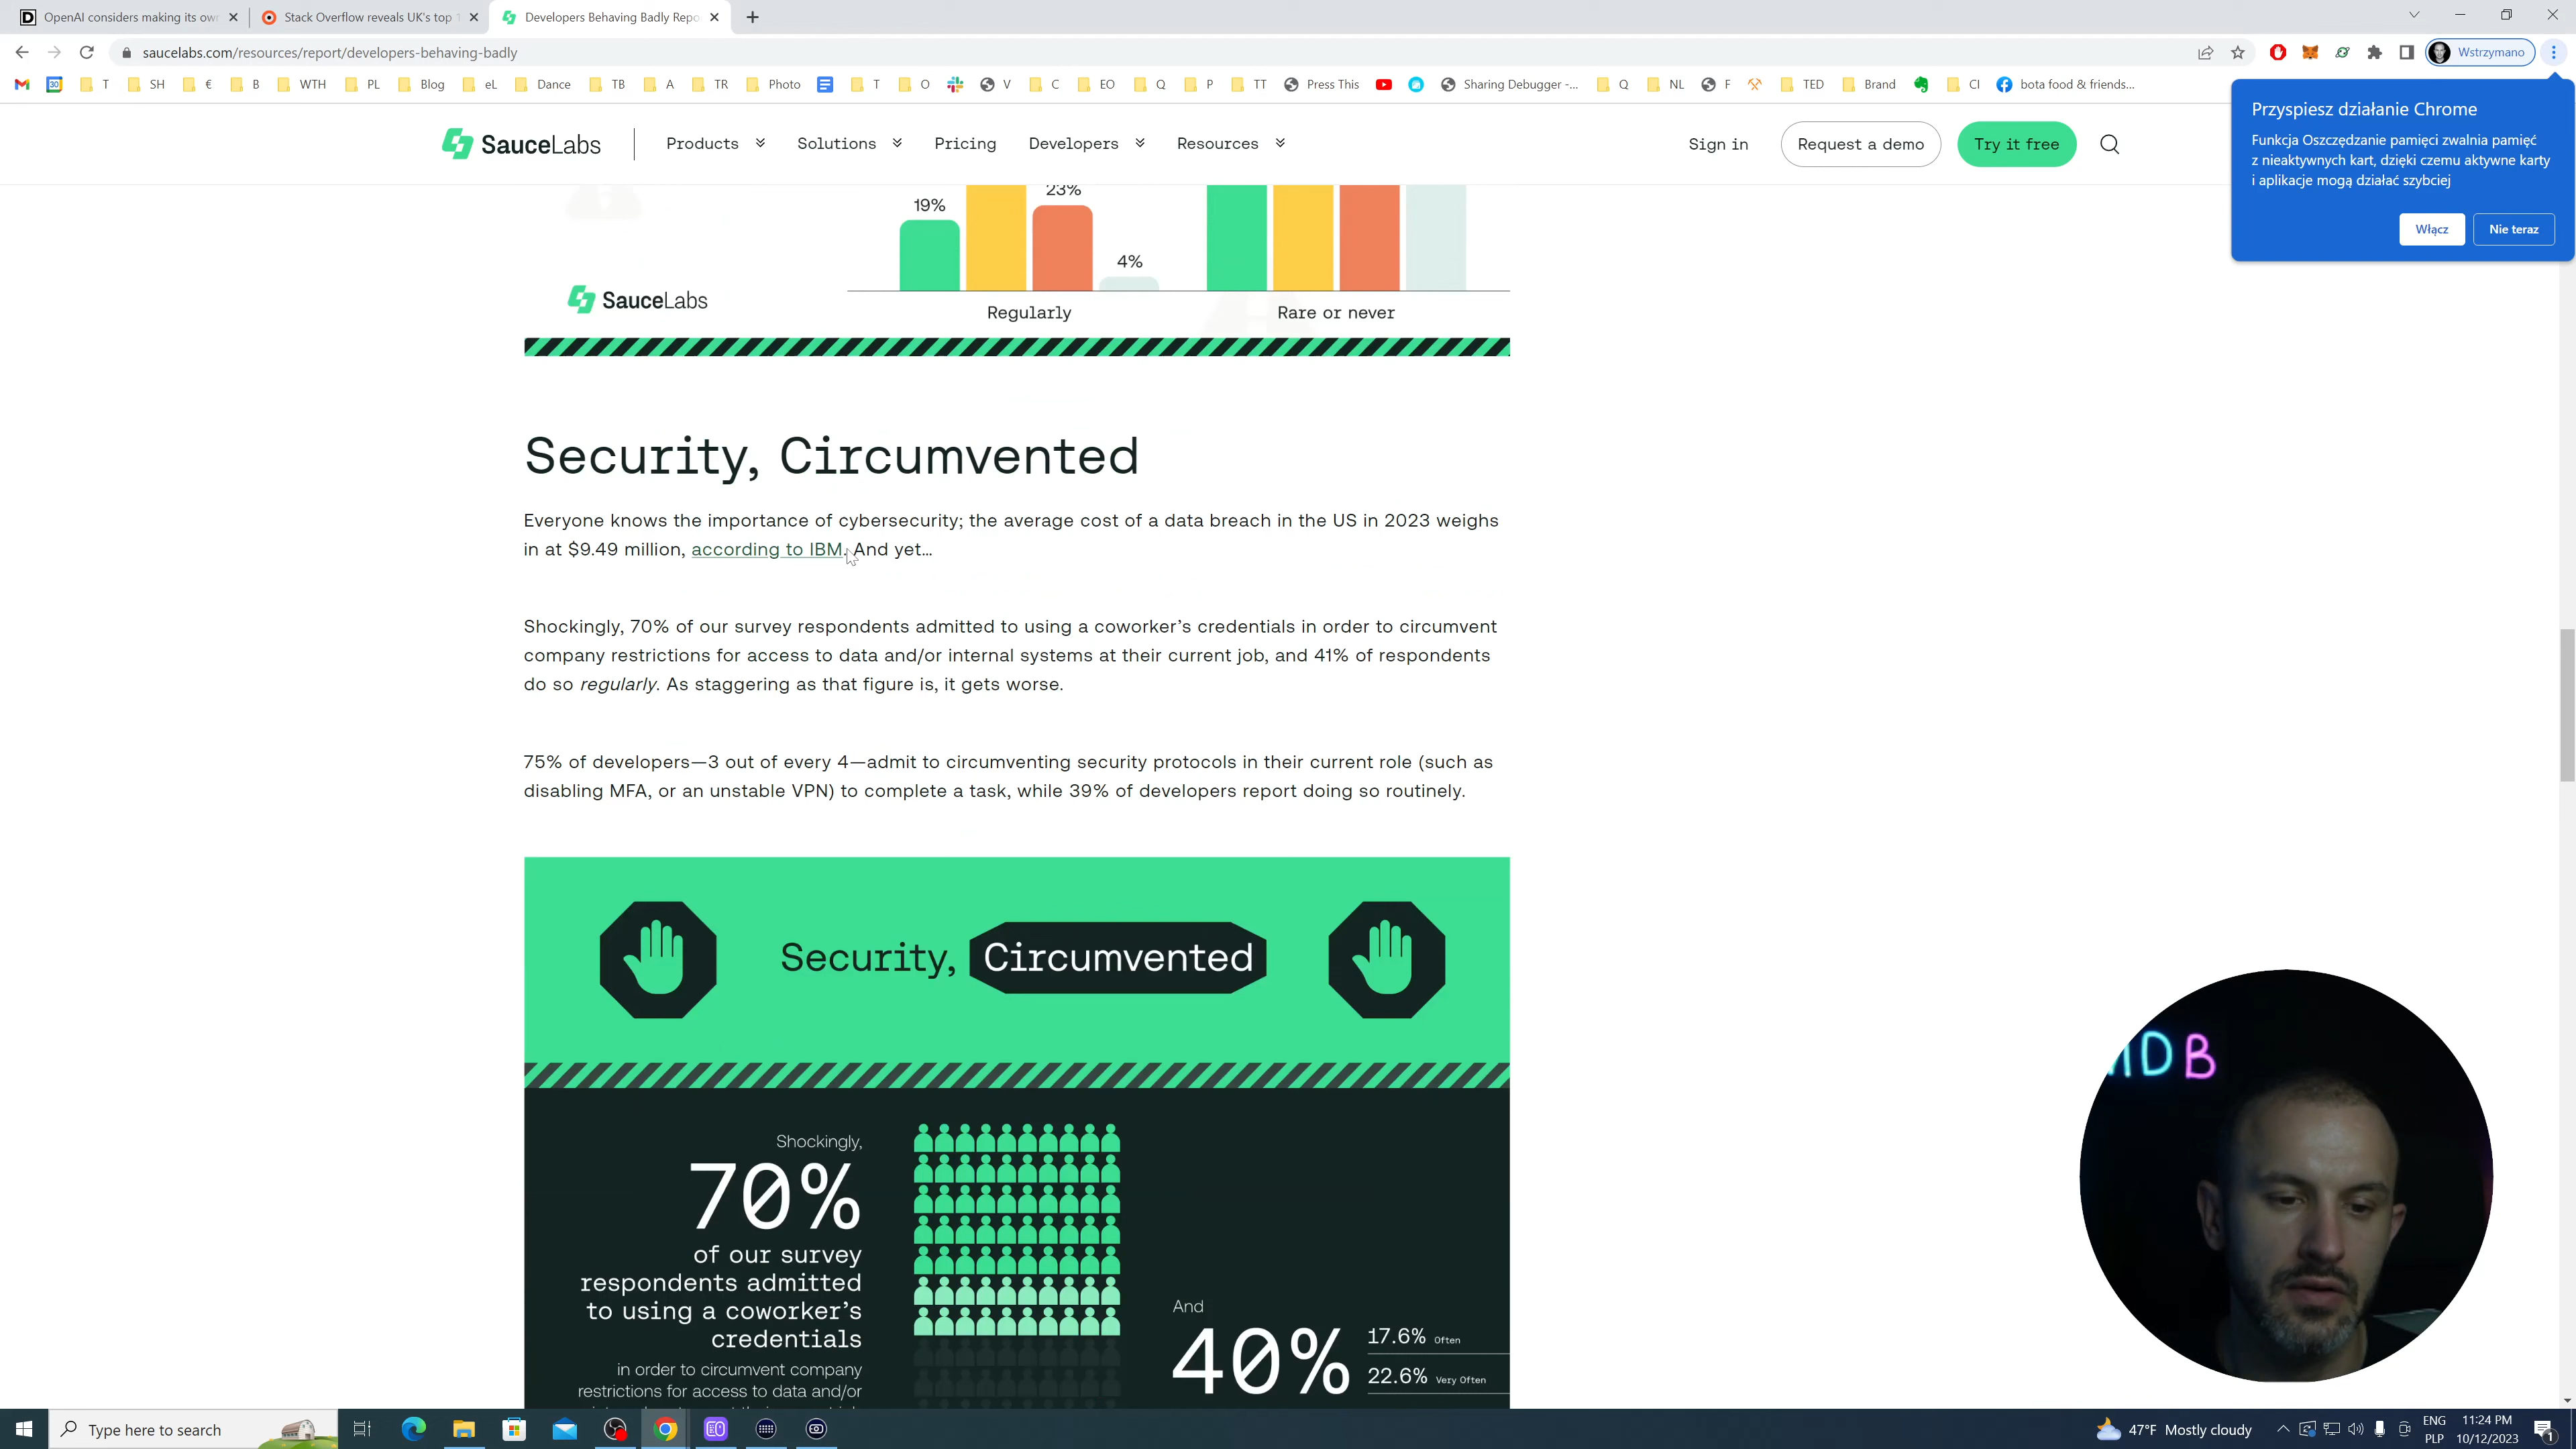 OpenAI considers making its ow
Stack Overflow reveals UK's top
Developers Behaving Badly Repo
saucelabs.com/resources/report/developers-behaving-badly
Wstrzymano
30
T
SH
€
B
WTH
PL
Blog
eL
Dance
TB
A
TR
Photo
T
O
V
C
EO
Q
P
TT
Press This
Sharing Debugger -...
Q
NL
F
TED
Brand
CI
bota food & friends...
Przyspiesz działanie Chrome
Funkcja Oszczędzanie pamięci zwalnia pamięć
z nieaktywnych kart, dzięki czemu aktywne karty
i aplikacje mogą działać szybciej
Włącz
Nie teraz
SauceLabs
Products
Solutions
Pricing
Developers
Resources
Sign in
Request a demo
Try it free
19%
23%
4%
SauceLabs
Regularly
Rare or never
Security, Circumvented
Everyone knows the importance of cybersecurity; the average cost of a data breach in the US in 2023 weighs
in at $9.49 million, according to IBM. And yet…
Shockingly, 70% of our survey respondents admitted to using a coworker's credentials in order to circumvent
company restrictions for access to data and/or internal systems at their current job, and 41% of respondents
do so regularly. As staggering as that figure is, it gets worse.
75% of developers—3 out of every 4—admit to circumventing security protocols in their current role (such as
disabling MFA, or an unstable VPN) to complete a task, while 39% of developers report doing so routinely.
Security, Circumvented
Shockingly,
70%
of our survey
respondents admitted
to using a coworker's
credentials
in order to circumvent company
restrictions for access to data and/or
And
40%
17.6% Often
22.6% Very Often
DB
Type here to search
47°F Mostly cloudy
ENG
PLP
11:24 PM
10/12/2023
1